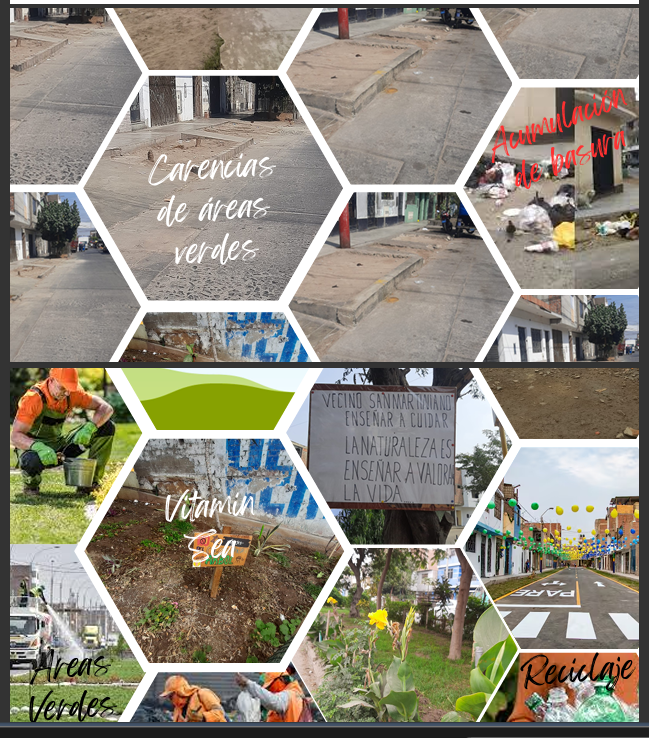 Acumulación
de basura
Carencias
de áreas
verdes
VECINO SANMARTINIANO
ENSEÑAR A CUIDAR
LA NATURALEZA ES
ENSEÑAR A VALORA
LA VIDA
Vitamin
Sea
PARE
Áreas
Verdes
Reciclaje